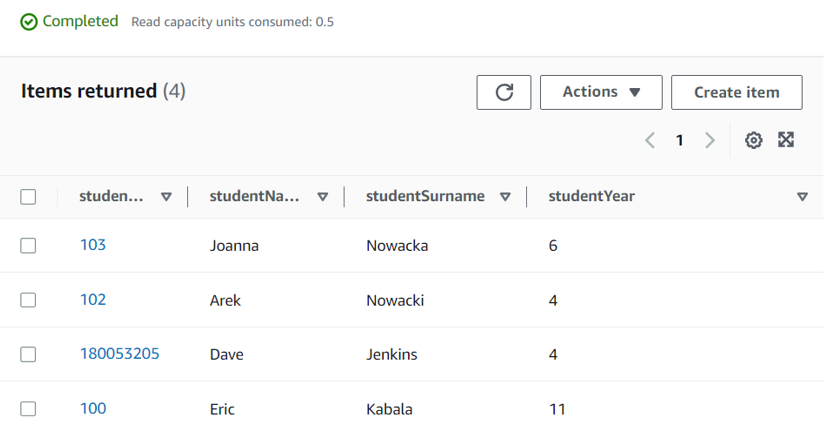 Completed Read capacity units consumed: 0.5
Items returned (4) Actions Create item
1
studen... studentNa... studentSurname studentYear
103 Joanna Nowacka 6
102 Arek Nowacki 4
180053205 Dave Jenkins 4
100 Eric Kabala 11